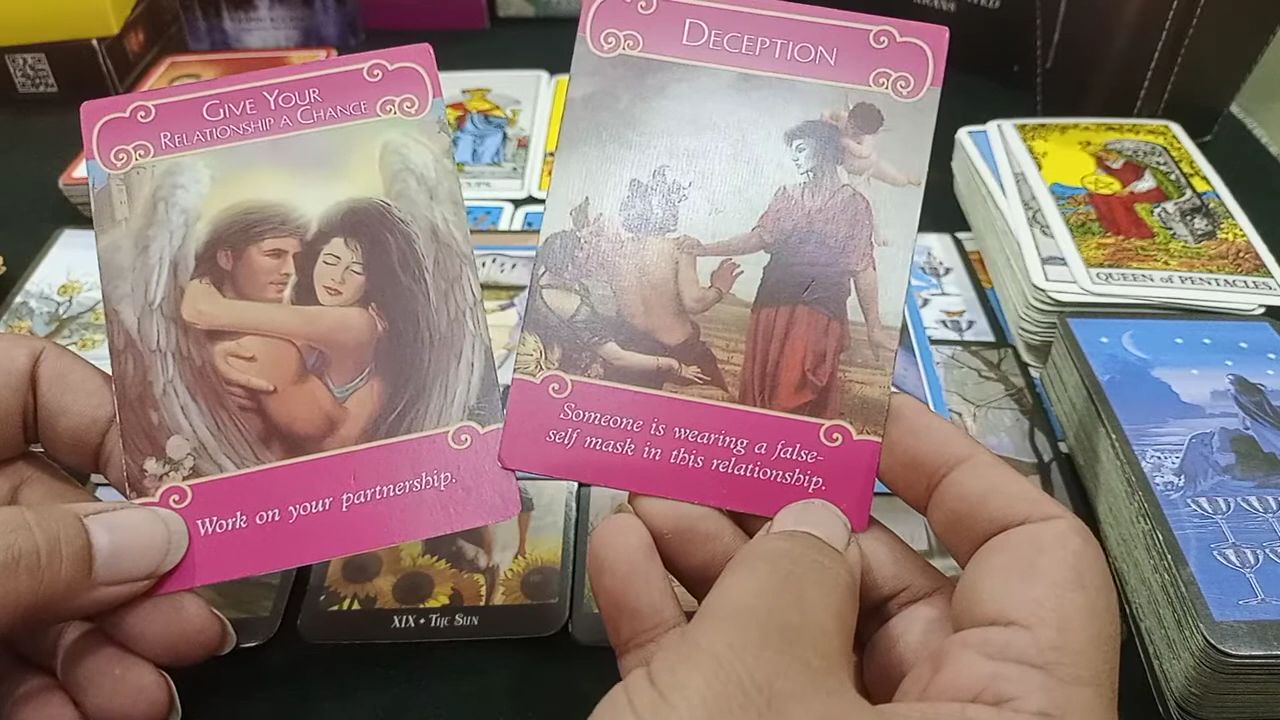 GIVE YOUR
RELATIONSHIP A CHANCE
Work on your partnership.
DECEPTION
Someone is wearing a false-
self mask in this relationship.
QUEEN of PENTACLES.
XIX • THE SUN